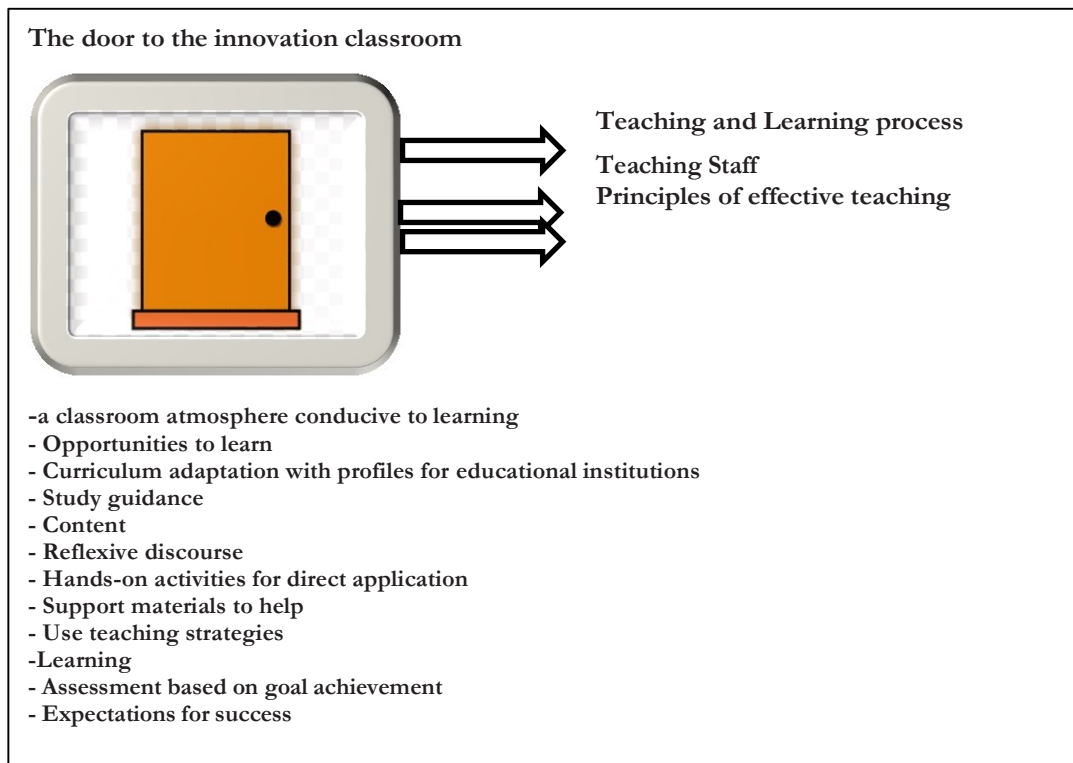 The door to the innovation classroom
Teaching and Learning process
Teaching Staff
Principles of effective teaching
-a classroom atmosphere conducive to learning
- Opportunities to learn
- Curriculum adaptation with profiles for educational institutions
- Study guidance
- Content
- Reflexive discourse
- Hands-on activities for direct application
- Support materials to help
- Use teaching strategies
-Learning
- Assessment based on goal achievement
- Expectations for success